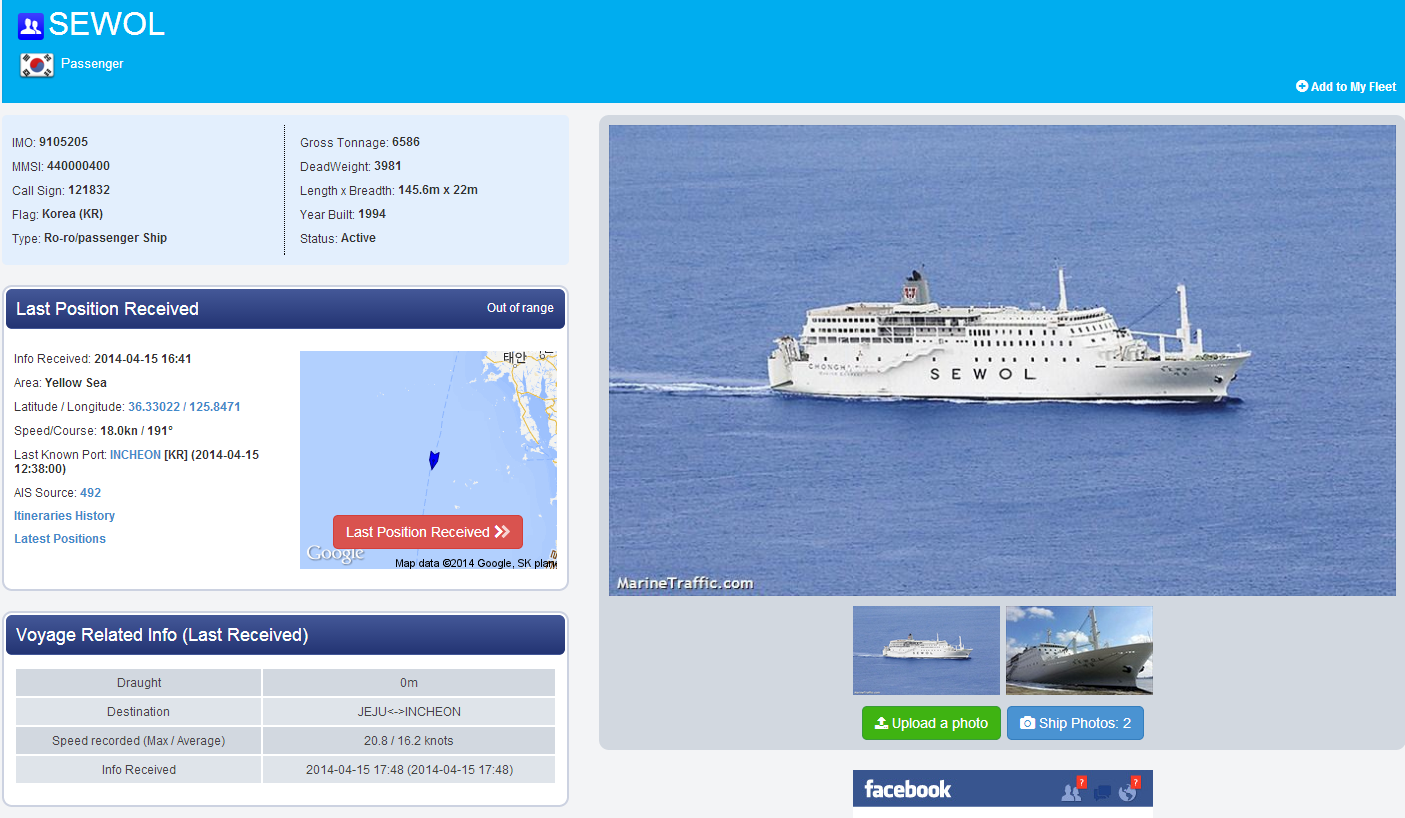 SEWOL
Passenger
Add to My Fleet
IMO: 9105205
MMSI: 440000400
Call Sign: 121832
Flag: Korea (KR)
Type: Ro-ro/passenger Ship
Gross Tonnage: 6586
DeadWeight: 3981
Length x Breadth: 145.6m x 22m
Year Built: 1994
Status: Active
Last Position Received
Out of range
Info Received: 2014-04-15 16:41
Area: Yellow Sea
Latitude / Longitude: 36.33022 / 125.8471
Speed/Course: 18.0kn / 191°
Last Known Port: INCHEON [KR] (2014-04-15
12:38:00)
AIS Source: 492
Itineraries History
Latest Positions
태안
Last Position Received
Google
Map data ©2014 Google, SK
Voyage Related Info (Last Received)
Draught 0m
Destination JEJU<->INCHEON
Speed recorded (Max / Average) 20.8 / 16.2 knots
Info Received 2014-04-15 17:48 (2014-04-15 17:48)
SEWOL
MarineTraffic.com
SEWOL
Upload a photo
Ship Photos: 2
facebook
?
?